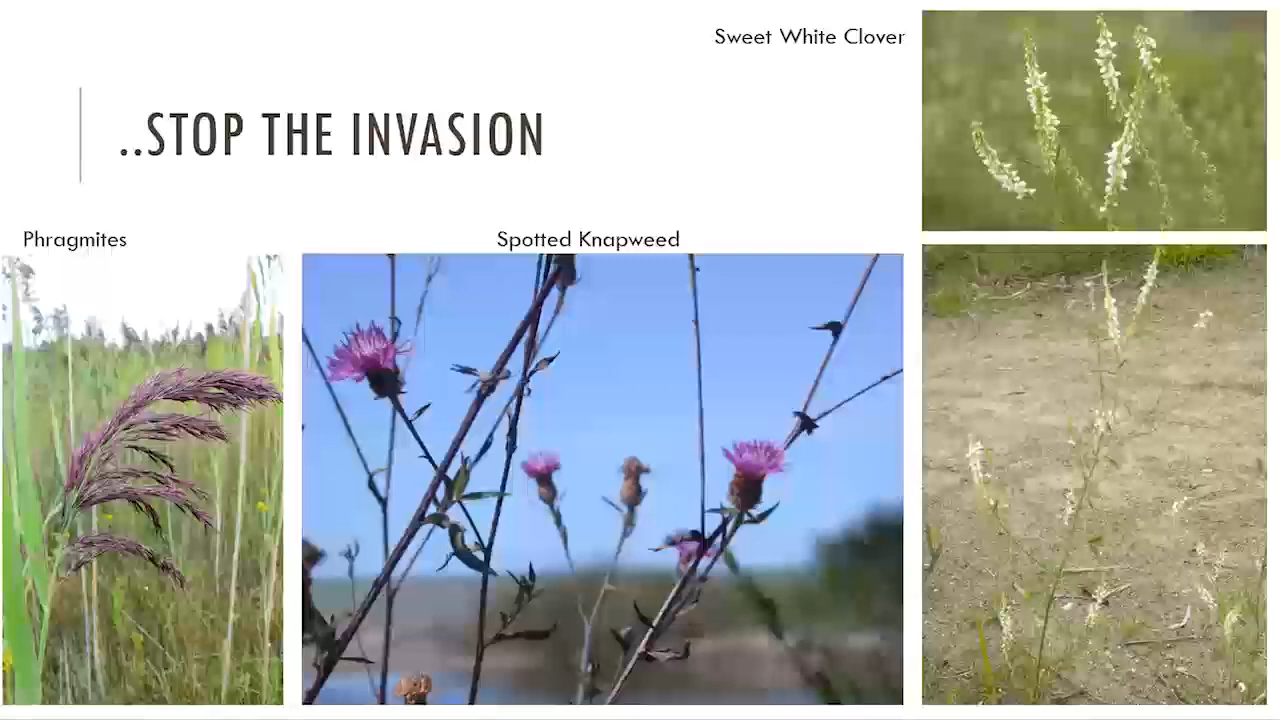 Sweet White Clover
..STOP THE INVASION
Phragmites
Spotted Knapweed